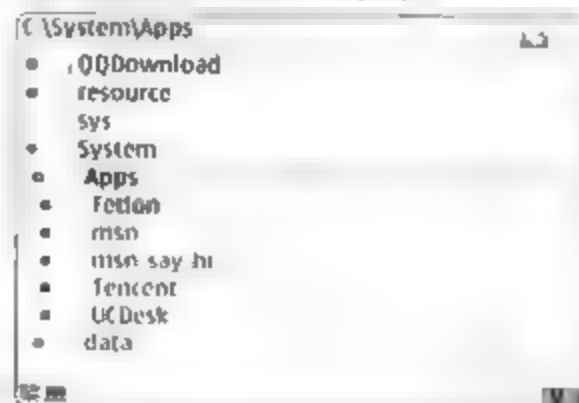 C:\System\Apps
QQDownload
resource
sys
System
Apps
Fetion
msn
msn say hi
Tencent
UCDesk
data